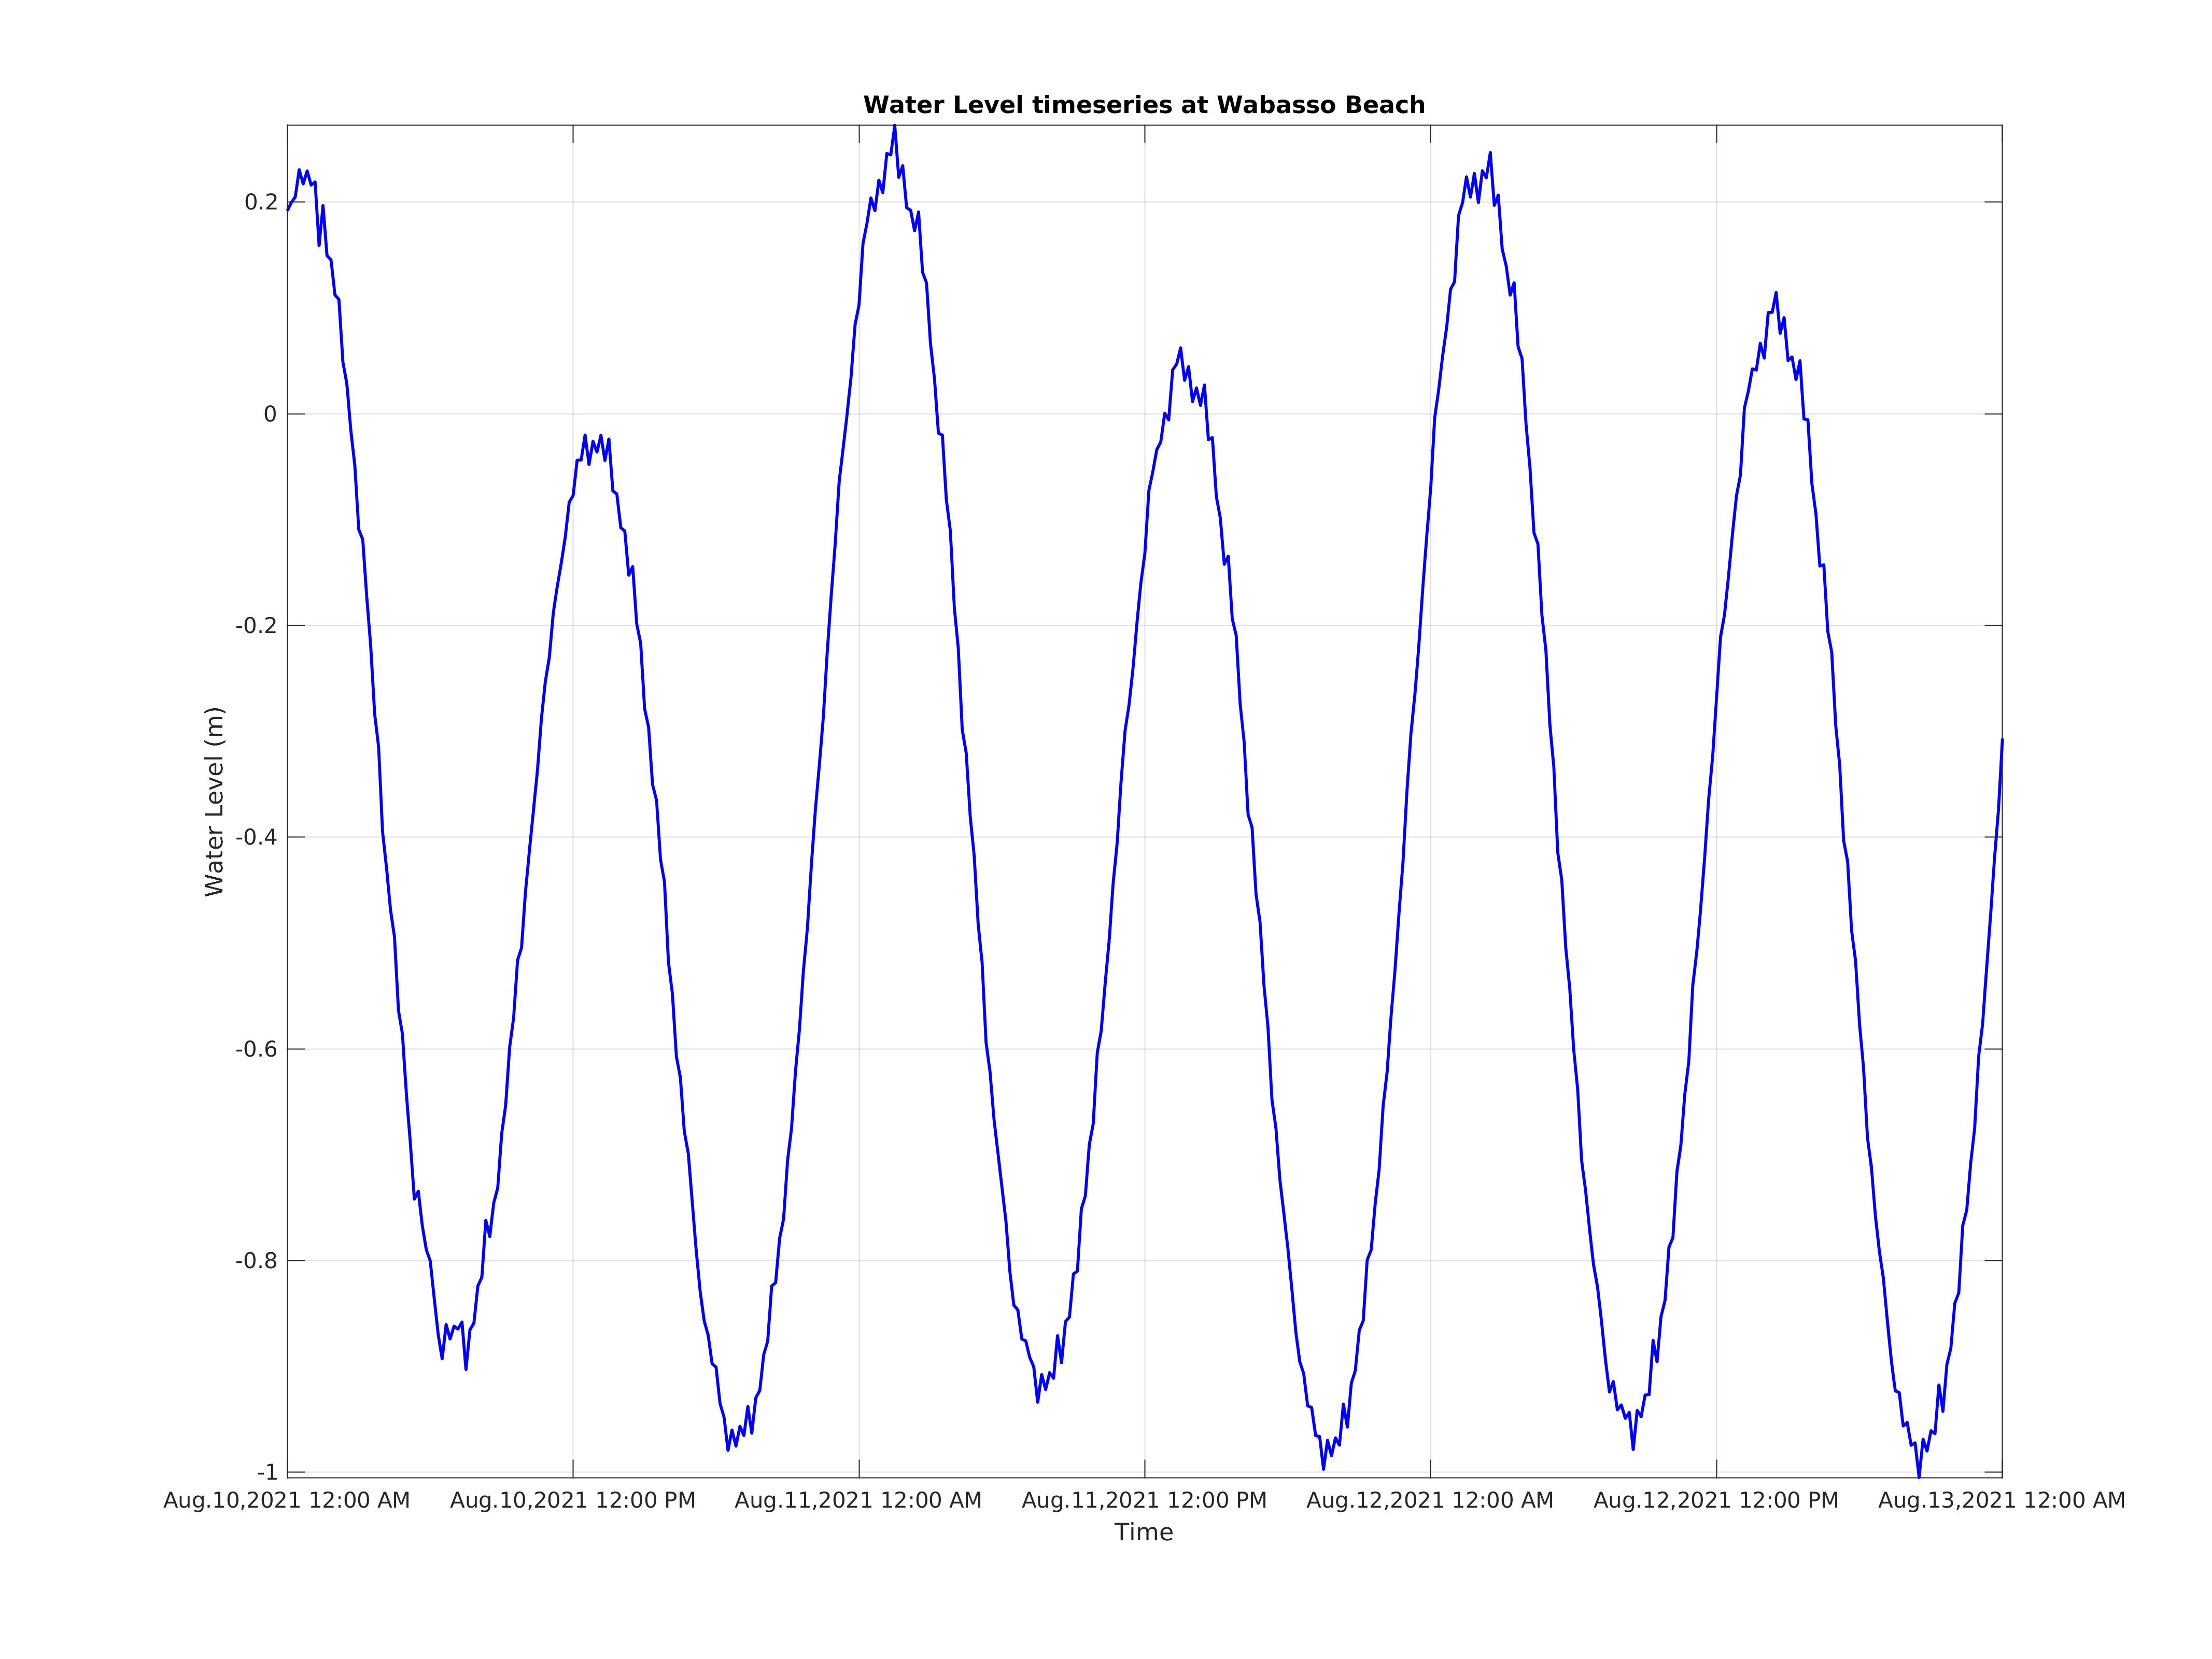 Water Level timeseries at Wabasso Beach
0.2
0
-0.2
-0.4
-0.6
-0.8
-1
Water Level (m)
Aug.10,2021 12:00 AM Aug.10,2021 12:00 PM Aug.11,2021 12:00 AM Aug.11,2021 12:00 PM Aug.12,2021 12:00 AM Aug.12,2021 12:00 PM Aug.13,2021 12:00 AM
Time